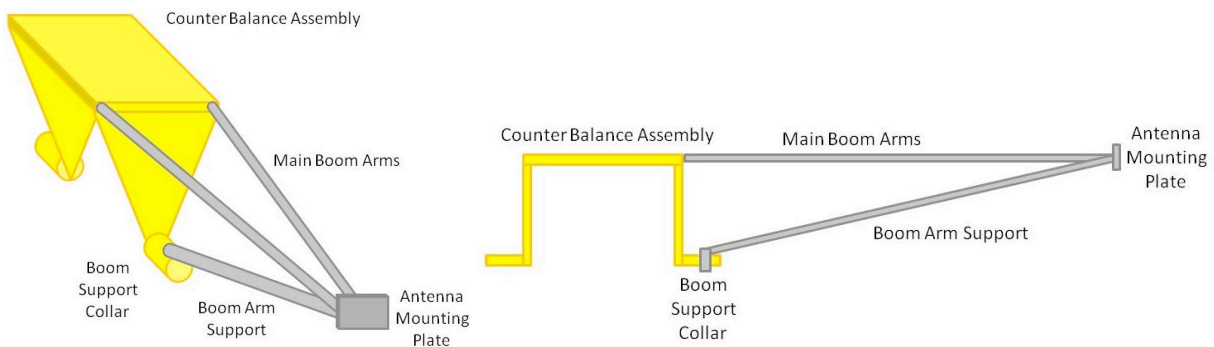 Counter Balance Assembly
Main Boom Arms
Boom
Support
Collar
Boom Arm
Support
Antenna
Mounting
Plate
Counter Balance Assembly
Main Boom Arms
Antenna
Mounting
Plate
Boom Arm Support
Boom
Support
Collar